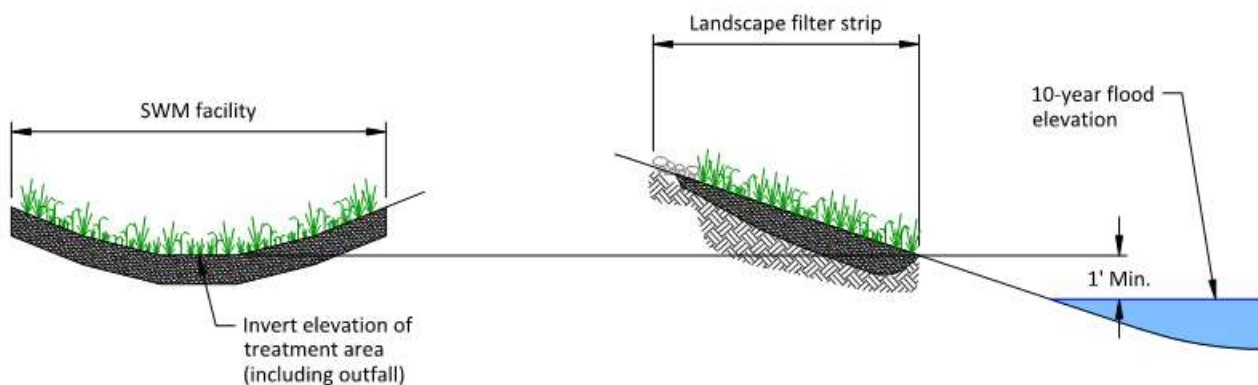 Landscape filter strip
SWM facility
10-year flood
elevation
1' Min.
Invert elevation of
treatment area
(including outfall)